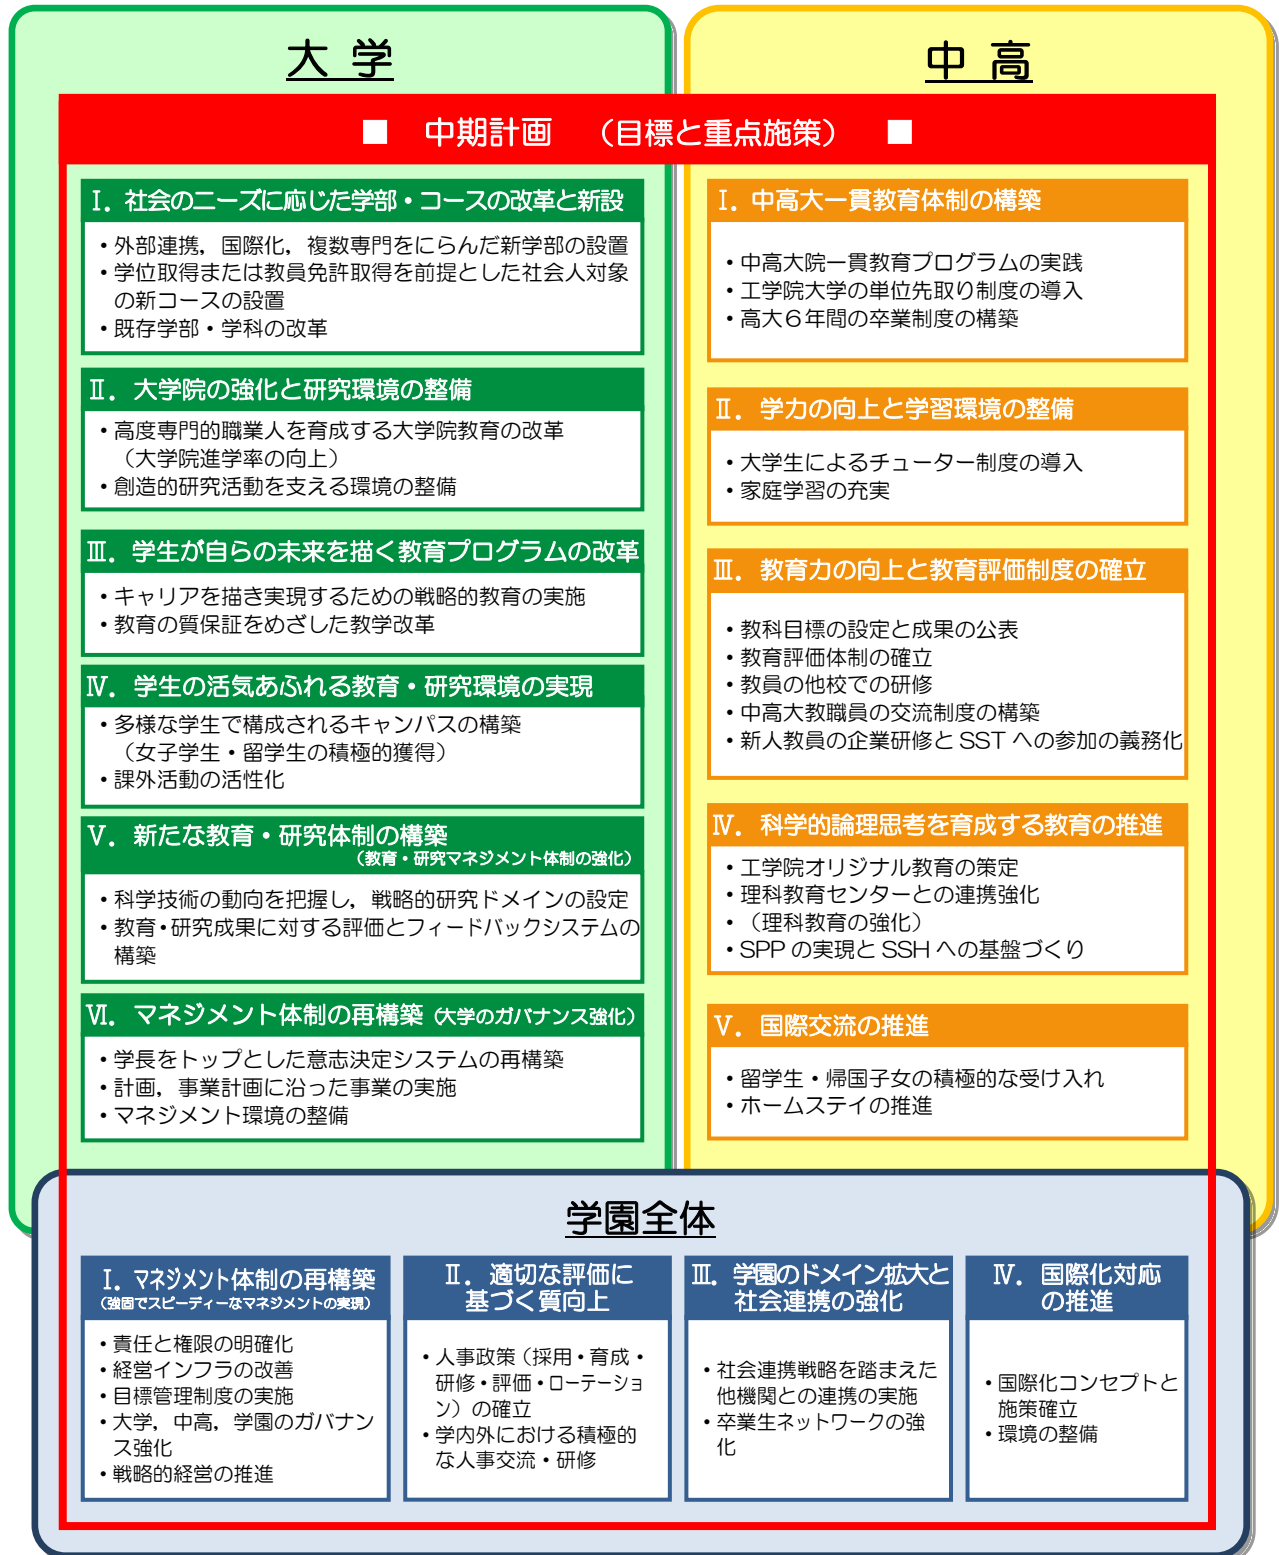 大 学
中 高
■ 中期計画 （目標と重点施策） ■
Ⅰ．社会のニーズに応じた学部・コースの改革と新設
・外部連携，国際化，複数専門をにらんだ新学部の設置
・学位取得または教員免許取得を前提とした社会人対象
の新コースの設置
・既存学部・学科の改革
Ⅱ．大学院の強化と研究環境の整備
・高度専門的職業人を育成する大学院教育の改革
（大学院進学率の向上）
・創造的研究活動を支える環境の整備
Ⅲ．学生が自らの未来を描く教育プログラムの改革
・キャリアを描き実現するための戦略的教育の実施
・教育の質保証をめざした教学改革
Ⅳ．学生の活気あふれる教育・研究環境の実現
・多様な学生で構成されるキャンパスの構築
（女子学生・留学生の積極的獲得）
・課外活動の活性化
Ⅴ．新たな教育・研究体制の構築
（教育・研究マネジメント体制の強化）
・科学技術の動向を把握し，戦略的研究ドメインの設定
・教育・研究成果に対する評価とフィードバックシステムの
構築
Ⅵ．マネジメント体制の再構築（大学のガバナンス強化）
・学長をトップとした意志決定システムの再構築
・計画，事業計画に沿った事業の実施
・マネジメント環境の整備
Ⅰ．中高大一貫教育体制の構築
・中高大院一貫教育プログラムの実践
・工学院大学の単位先取り制度の導入
・高大６年間の卒業制度の構築
Ⅱ．学力の向上と学習環境の整備
・大学生によるチューター制度の導入
・家庭学習の充実
Ⅲ．教育力の向上と教育評価制度の確立
・教科目標の設定と成果の公表
・教育評価体制の確立
・教員の他校での研修
・中高大教職員の交流制度の構築
・新人教員の企業研修と SST への参加の義務化
Ⅳ．科学的論理思考を育成する教育の推進
・工学院オリジナル教育の策定
・理科教育センターとの連携強化
・（理科教育の強化）
・SPP の実現と SSH への基盤づくり
Ⅴ．国際交流の推進
・留学生・帰国子女の積極的な受け入れ
・ホームステイの推進
学園全体
Ⅰ．マネジメント体制の再構築
（強固でスピーディーなマネジメントの実現）
・責任と権限の明確化
・経営インフラの改善
・目標管理制度の実施
・大学，中高，学園のガバナン
ス強化
・戦略的経営の推進
Ⅱ．適切な評価に
基づく質向上
・人事政策（採用・育成・
研修・評価・ローテーショ
ン）の確立
・学内外における積極的
な人事交流・研修
Ⅲ．学園のドメイン拡大と
社会連携の強化
・社会連携戦略を踏まえた
他機関との連携の実施
・卒業生ネットワークの強
化
Ⅳ．国際化対応
の推進
・国際化コンセプトと
施策確立
・環境の整備